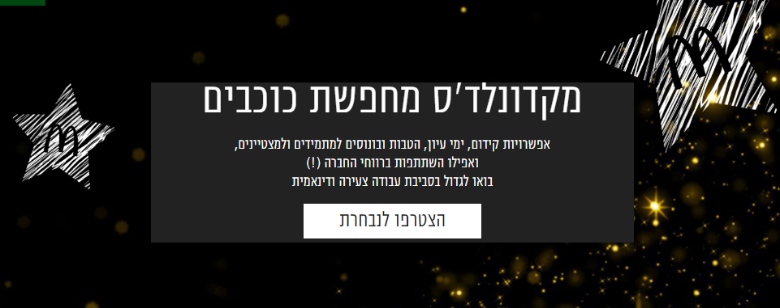 מקדונלד'ס מחפשת כוכבים
אפשרויות קידום, ימי עיון, הטבות ובונוסים למתמידים ולמצטיינים,
ואפילו השתתפות ברווחי החברה (!)
בואו לגדול בסביבת עבודה צעירה ודינאמית
הצטרפו לנבחרת